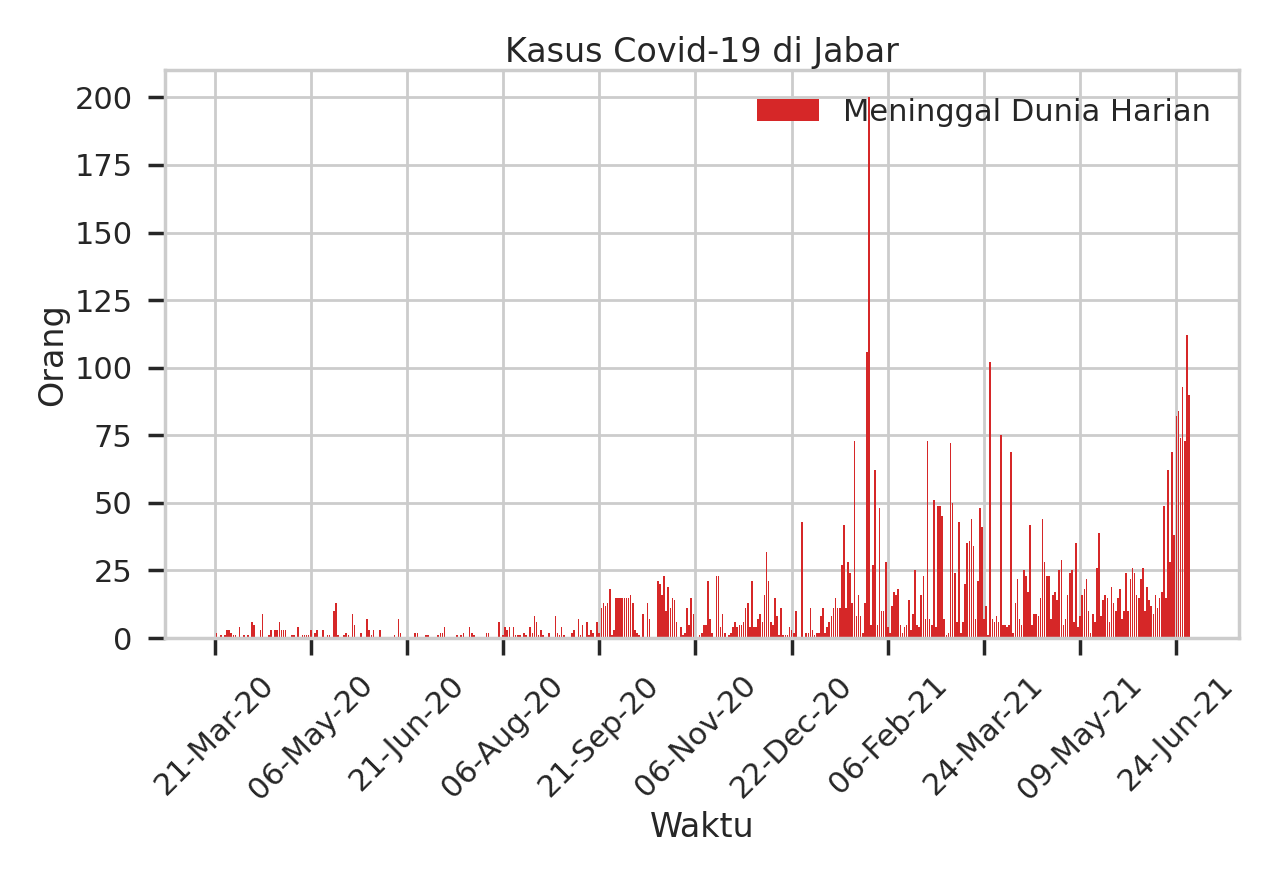 Kasus Covid-19 di Jabar
Meninggal Dunia Harian
Orang
200
175
150
125
100
75
50
25
0
21-Mar-20
06-May-20
21-Jun-20
06-Aug-20
21-Sep-20
06-Nov-20
22-Dec-20
06-Feb-21
24-Mar-21
09-May-21
24-Jun-21
Waktu